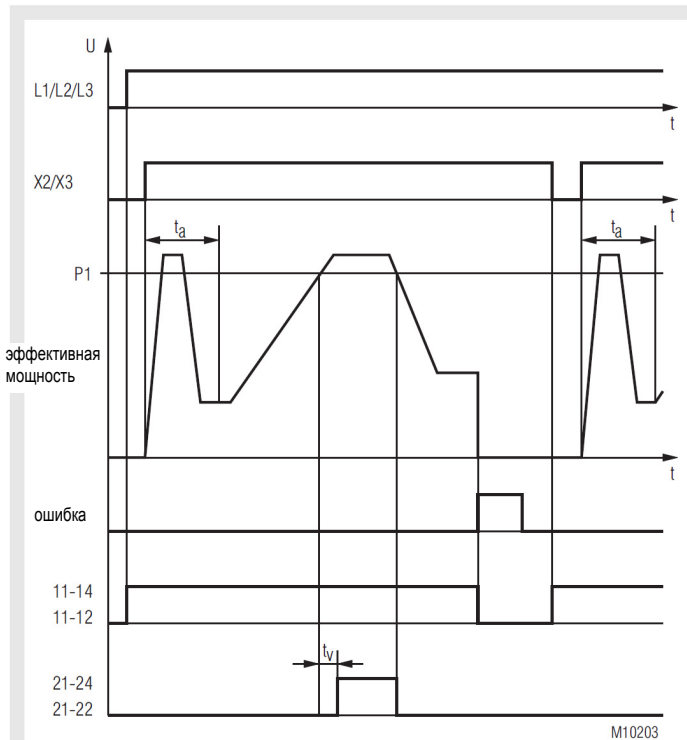 U
L1/L2/L3
t
X2/X3
t
ta
ta
P1
эффективная
мощность
t
ошибка
11-14
11-12
tv
21-24
21-22
M10203